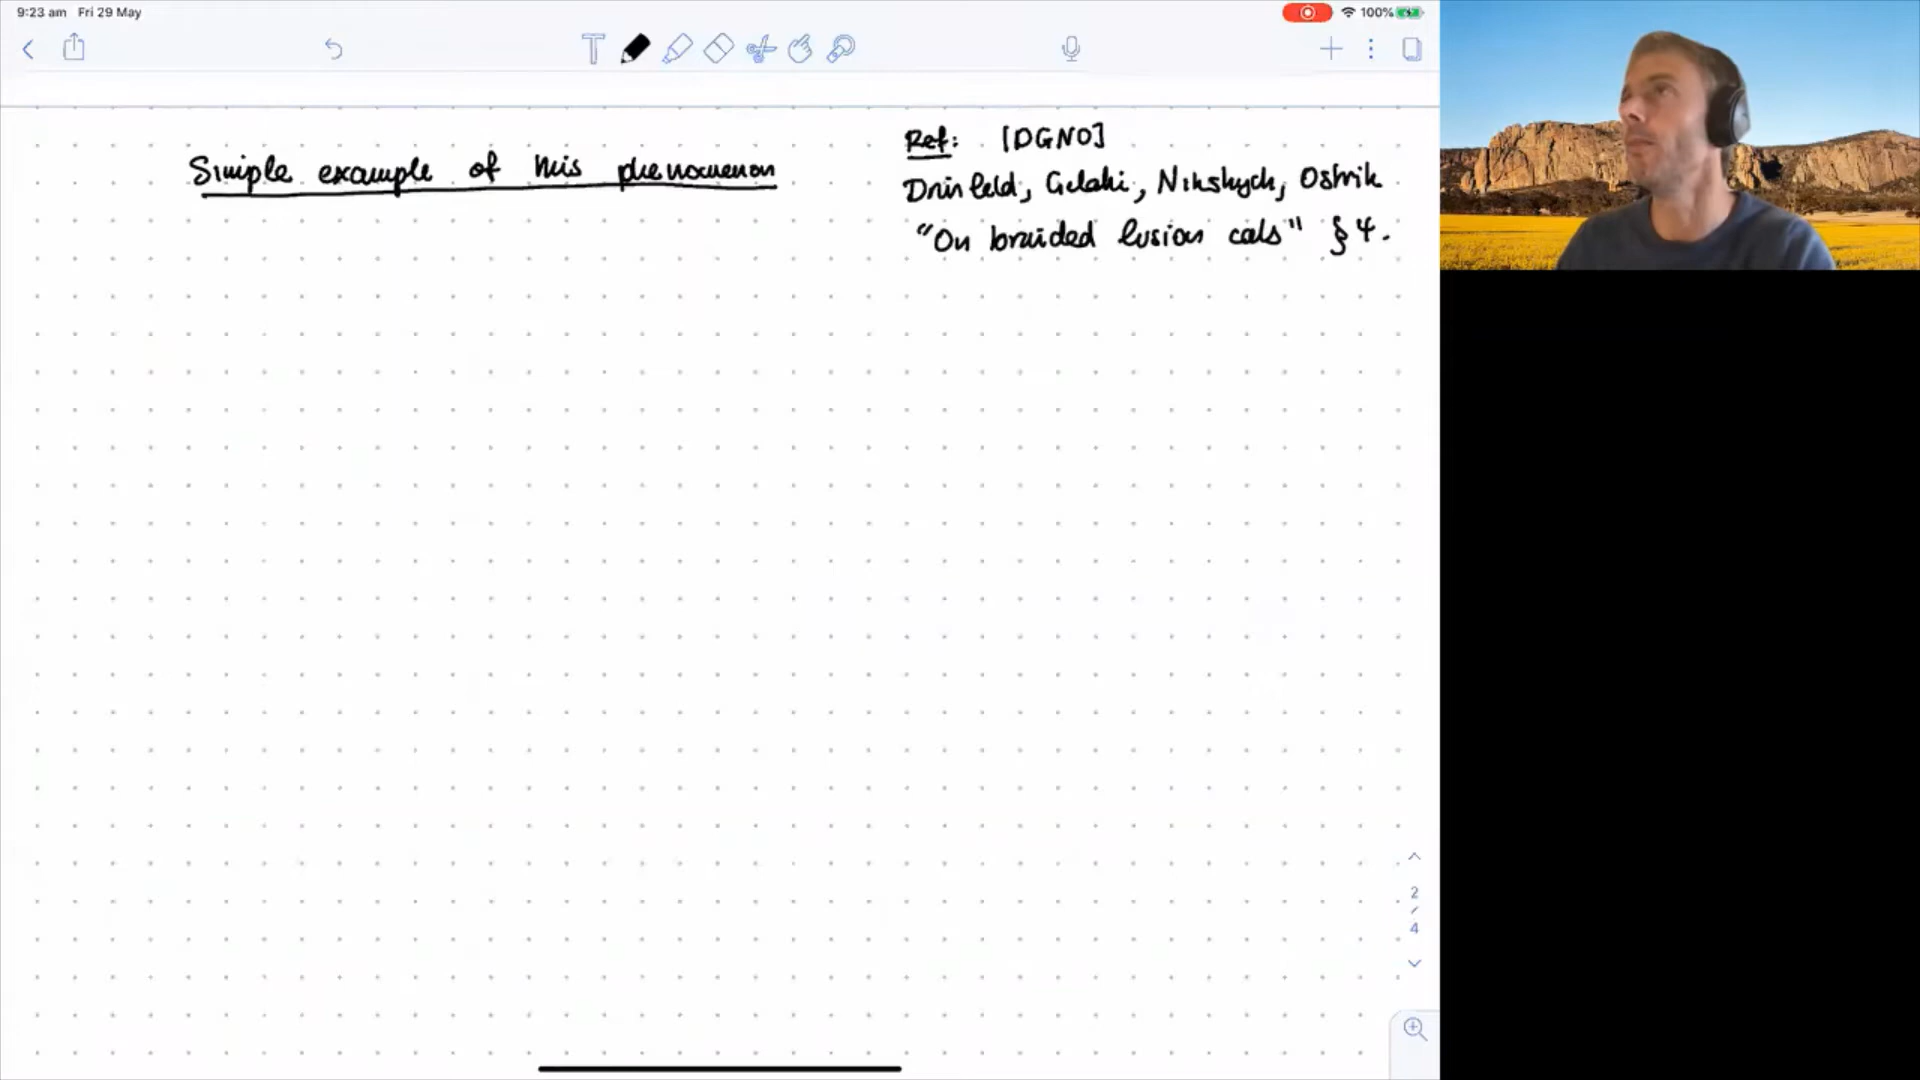 9:23 am Fri 29 May
100%
Simple example of this phenomenon
Ref: [DGNO]
Drinfeld, Gelaki, Nikshych, Ostrik
"On braided fusion cats" §4.
2
/
4